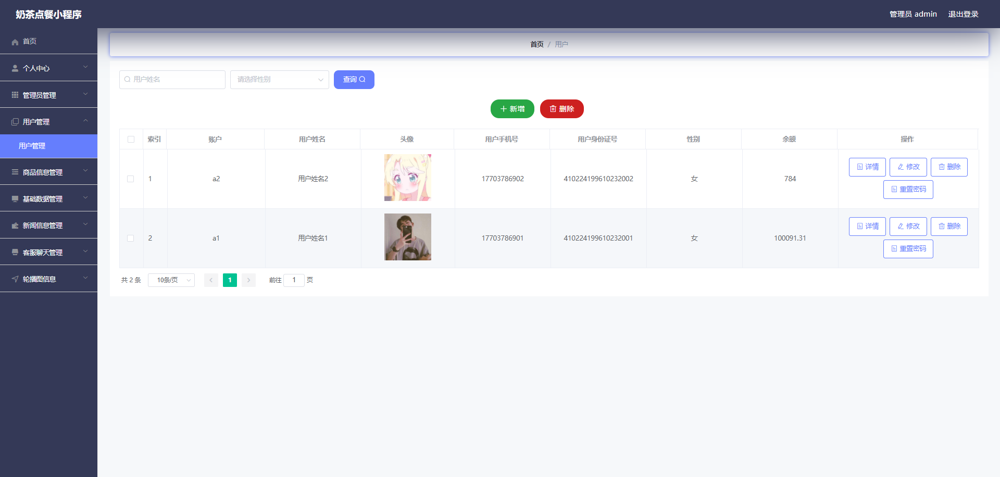 奶茶点餐小程序
管理员 admin 退出登录
首页
个人中心
管理员管理
用户管理
用户管理
商品信息管理
基础数据管理
新闻信息管理
客服聊天管理
轮播图信息
首页 / 用户
用户姓名 请选择性别 查询
新增 删除
索引 账户 用户姓名 头像 用户手机号 用户身份证号 性别 余额 操作
1 a2 用户姓名2 17703786902 410224199610232002 女 784 详情 修改 删除
重置密码
2 a1 用户姓名1 17703786901 410224199610232001 女 100091.31 详情 修改 删除
重置密码
共 2 条 10条/页 1 前往 1 页